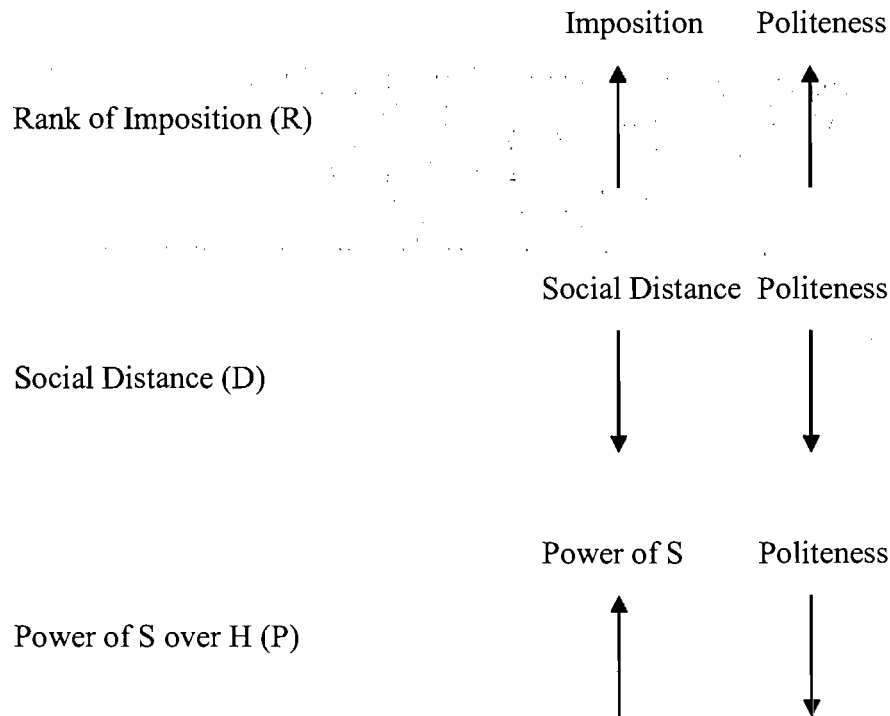 Imposition Politeness
Rank of Imposition (R)
Social Distance Politeness
Social Distance (D)
Power of S Politeness
Power of S over H (P)